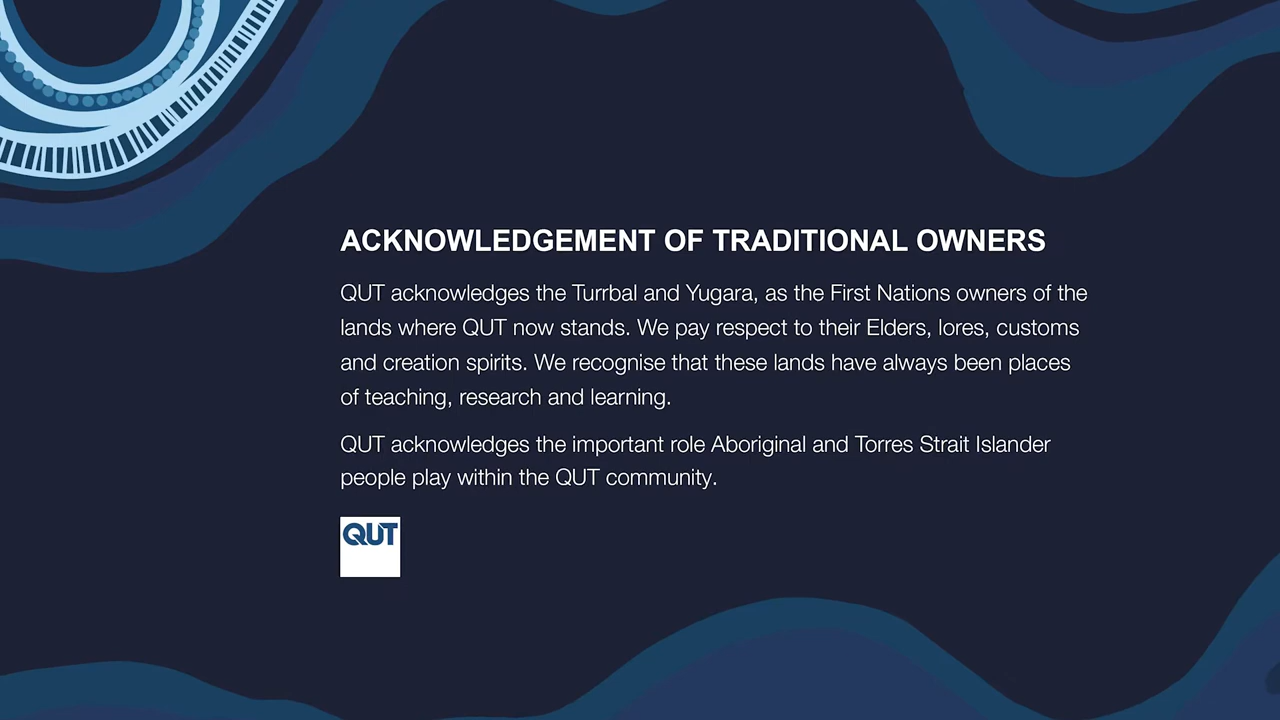 ACKNOWLEDGEMENT OF TRADITIONAL OWNERS
QUT acknowledges the Turrbal and Yugara, as the First Nations owners of the
lands where QUT now stands. We pay respect to their Elders, lores, customs
and creation spirits. We recognise that these lands have always been places
of teaching, research and learning.
QUT acknowledges the important role Aboriginal and Torres Strait Islander
people play within the QUT community.
QUT